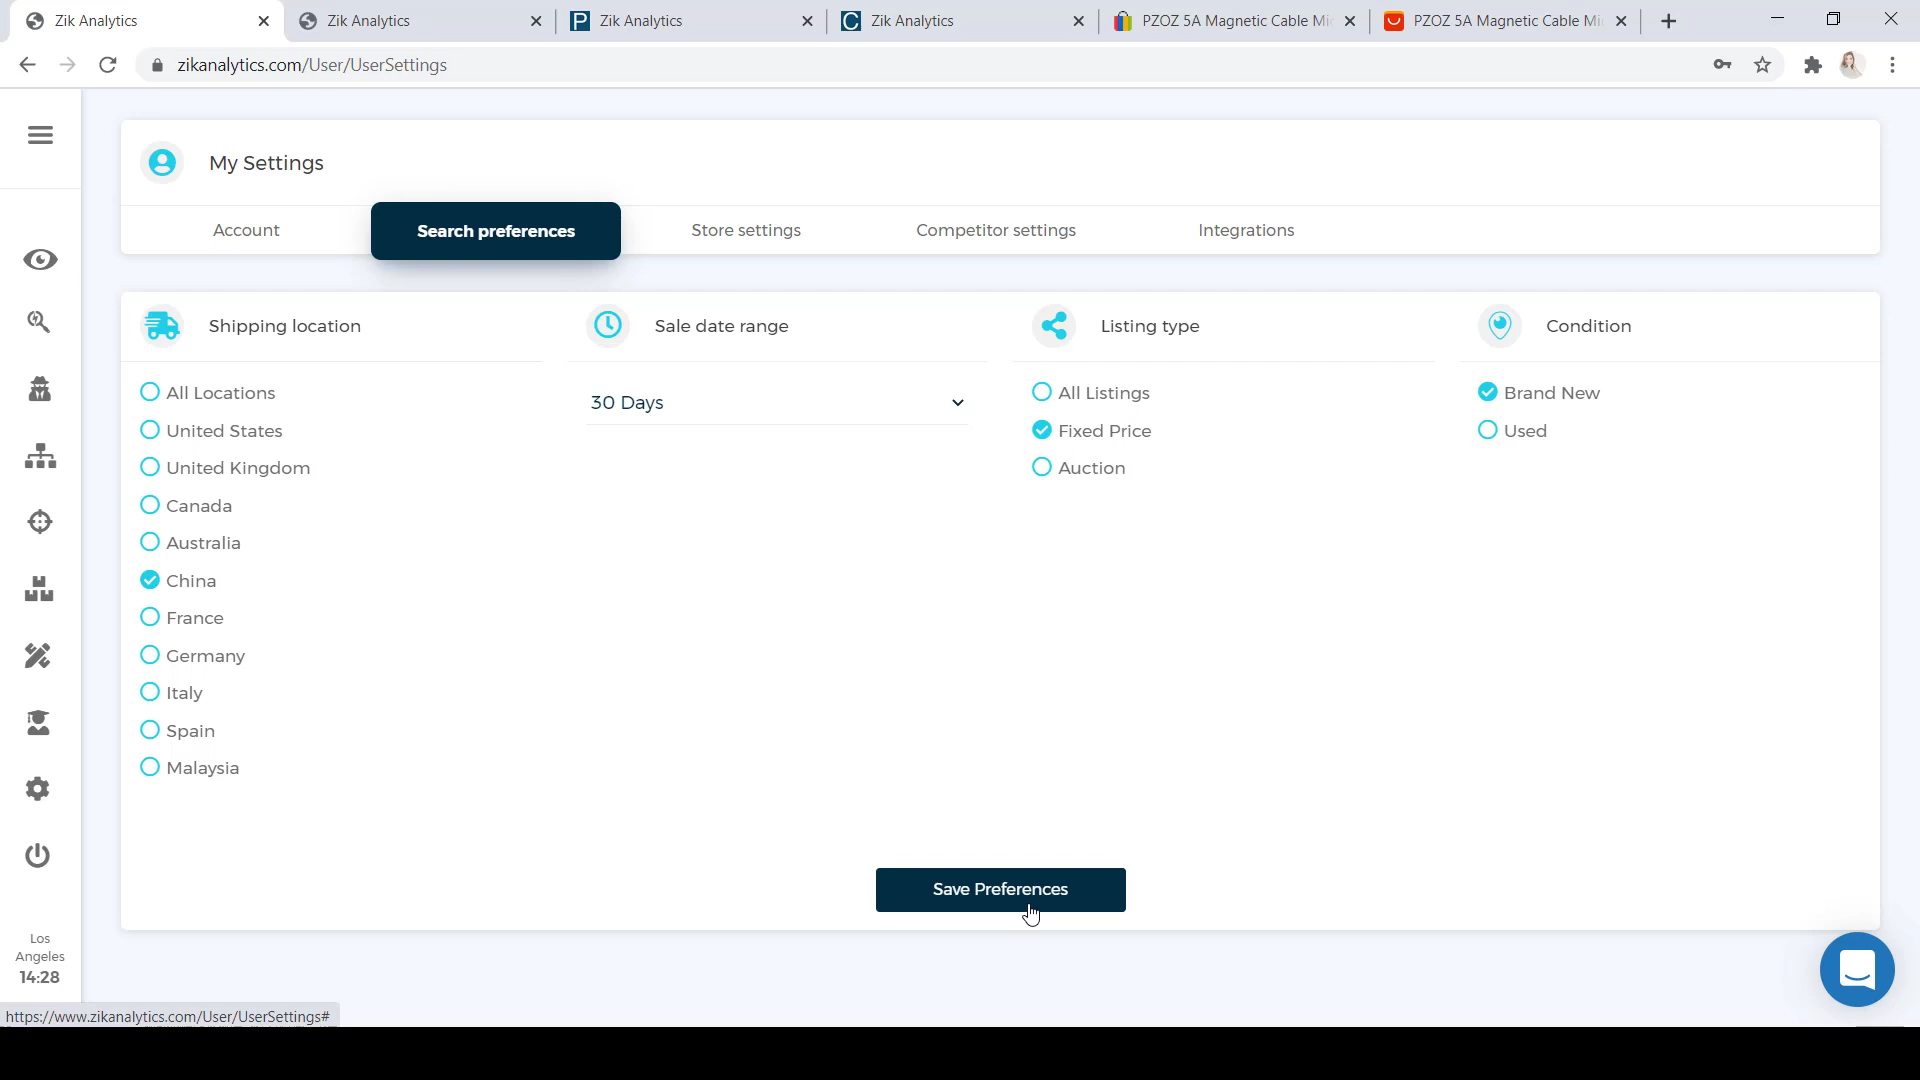 Zik Analytics
Zik Analytics
Zik Analytics
Zik Analytics
PZOZ 5A Magnetic Cable Mi
PZOZ 5A Magnetic Cable Mi
zikanalytics.com/User/UserSettings
My Settings
Account
Search preferences
Store settings
Competitor settings
Integrations
Shipping location
All Locations
United States
United Kingdom
Canada
Australia
China
France
Germany
Italy
Spain
Malaysia
Sale date range
30 Days
Listing type
All Listings
Fixed Price
Auction
Condition
Brand New
Used
Save Preferences
Los
Angeles
14:28
https://www.zikanalytics.com/User/UserSettings#